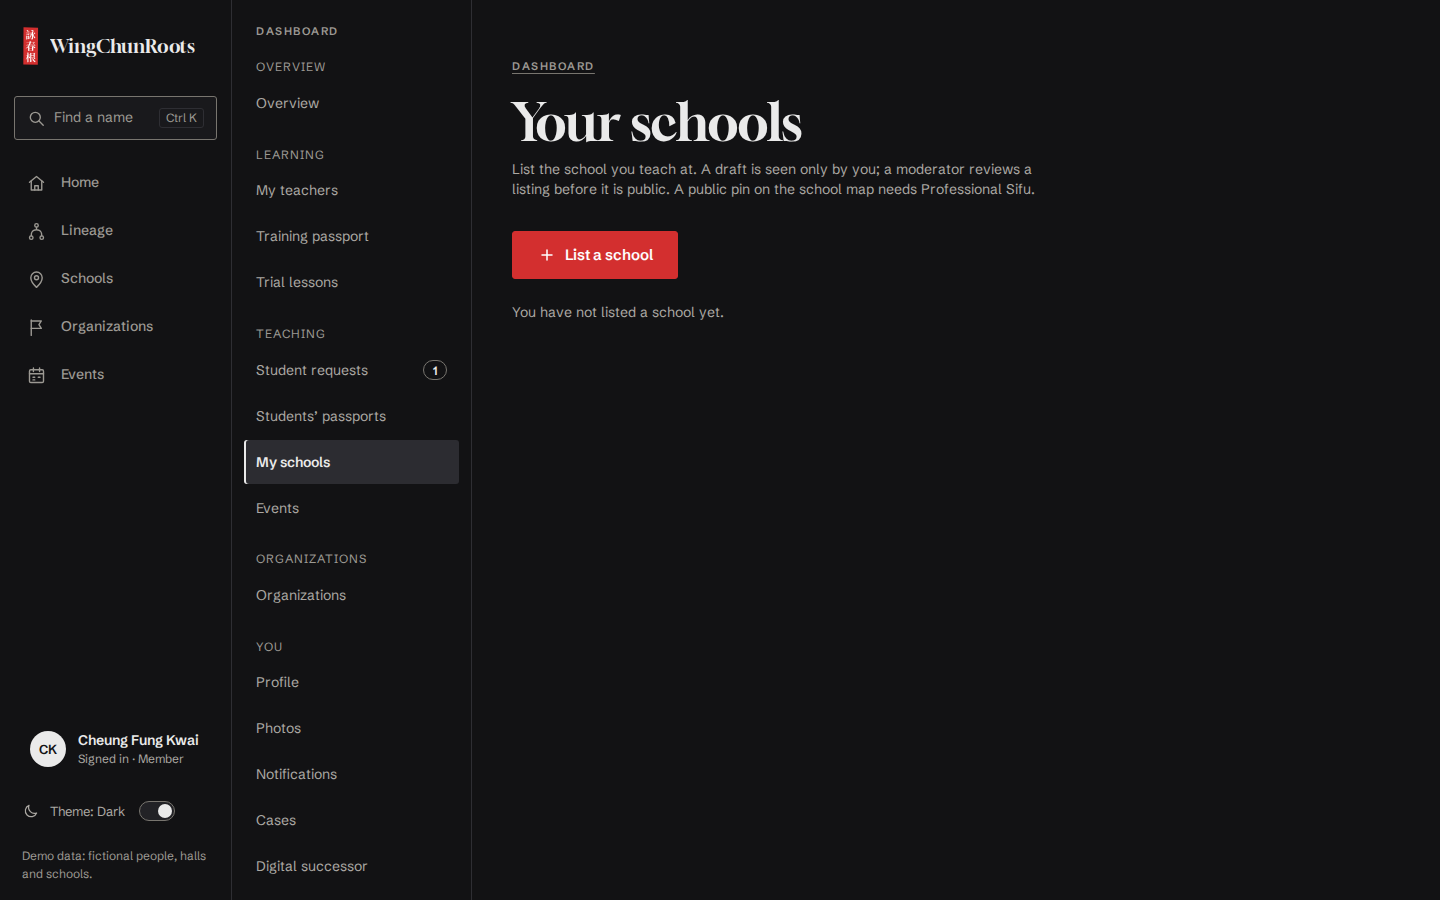 詠春根
WingChunRoots
Find a name
Ctrl K
Home
Lineage
Schools
Organizations
Events
CK
Cheung Fung Kwai
Signed in · Member
Theme: Dark
Demo data: fictional people, halls
and schools.
DASHBOARD
OVERVIEW
Overview
LEARNING
My teachers
Training passport
Trial lessons
TEACHING
Student requests
1
Students’ passports
My schools
Events
ORGANIZATIONS
Organizations
YOU
Profile
Photos
Notifications
Cases
Digital successor
DASHBOARD
Your schools
List the school you teach at. A draft is seen only by you; a moderator reviews a
listing before it is public. A public pin on the school map needs Professional Sifu.
List a school
You have not listed a school yet.